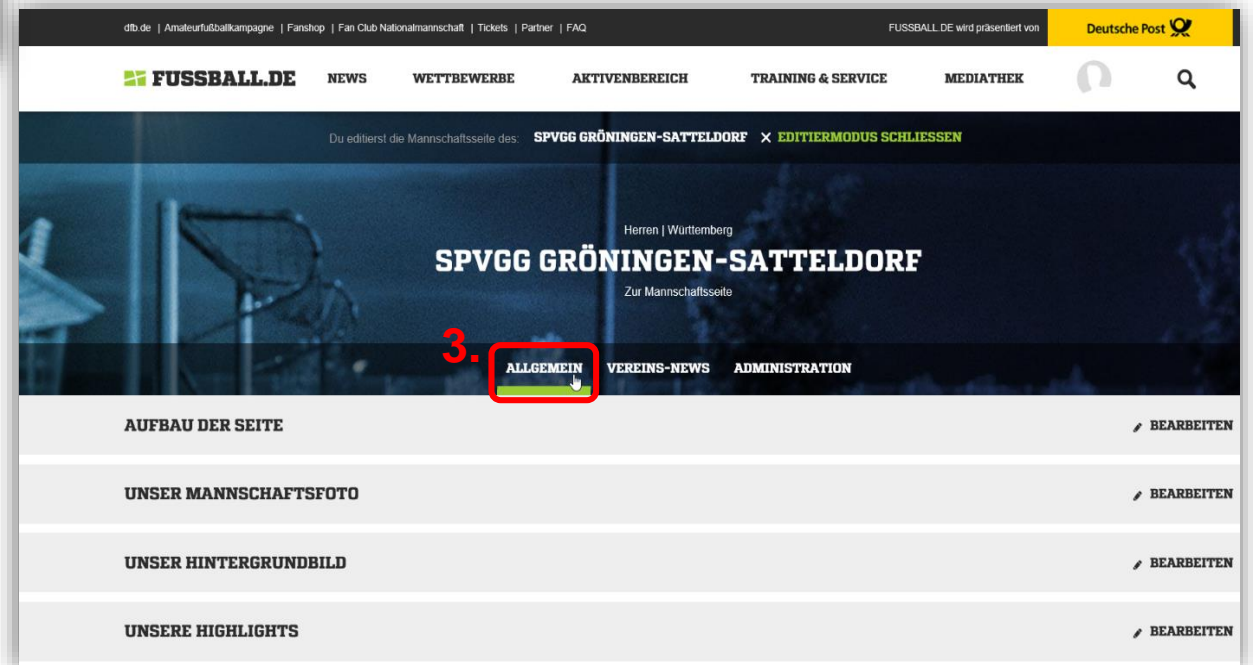 dfb.de | Amateurfußballkampagne | Fanshop | Fan Club Nationalmannschaft | Tickets | Partner | FAQ FUSSBALL.DE wird präsentiert von Deutsche Post
FUSSBALL.DE NEWS WETTBEWERBE AKTIVENBEREICH TRAINING & SERVICE MEDIATHEK
Du editierst die Mannschaftsseite des: SPVGG GRÖNINGEN-SATTELDORF X EDITIERMODUS SCHLIESSEN
Herren | Württemberg
SPVGG GRÖNINGEN-SATTELDORF
Zur Mannschaftsseite
3.
ALLGEMEIN VEREINS-NEWS ADMINISTRATION
AUFBAU DER SEITE BEARBEITEN
UNSER MANNSCHAFTSFOTO BEARBEITEN
UNSER HINTERGRUNDBILD BEARBEITEN
UNSERE HIGHLIGHTS BEARBEITEN